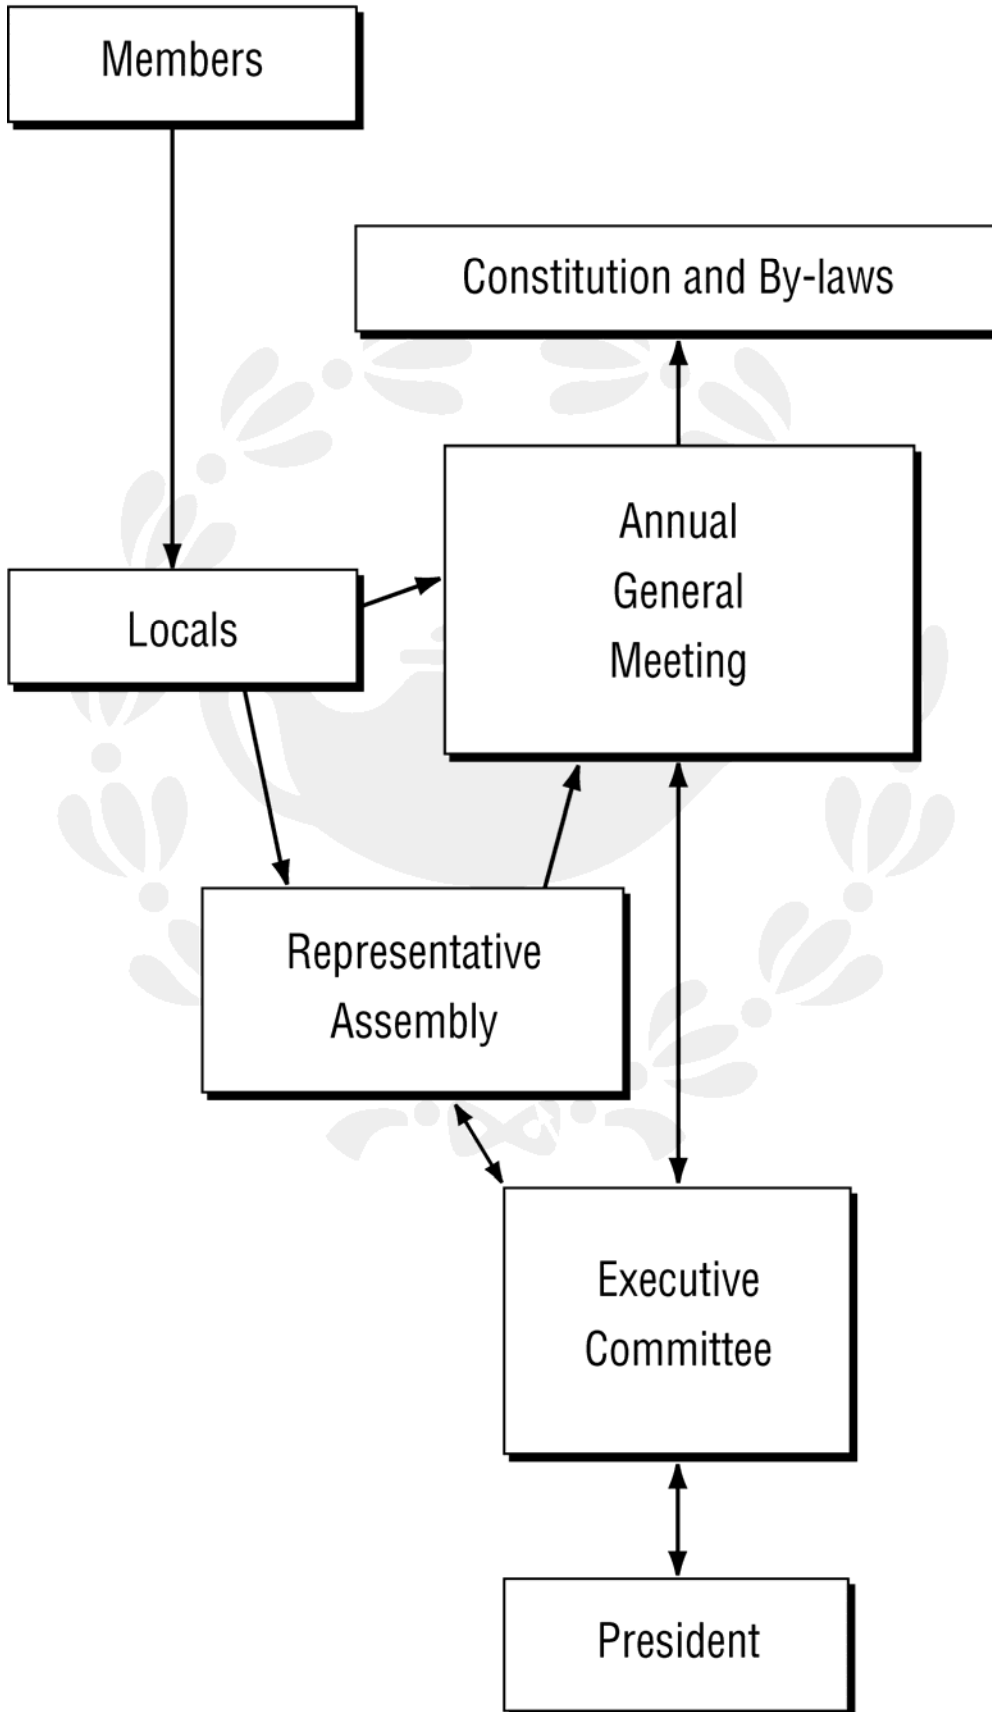 Members
Constitution and By-laws
Annual
General
Meeting
Locals
Representative
Assembly
Executive
Committee
President